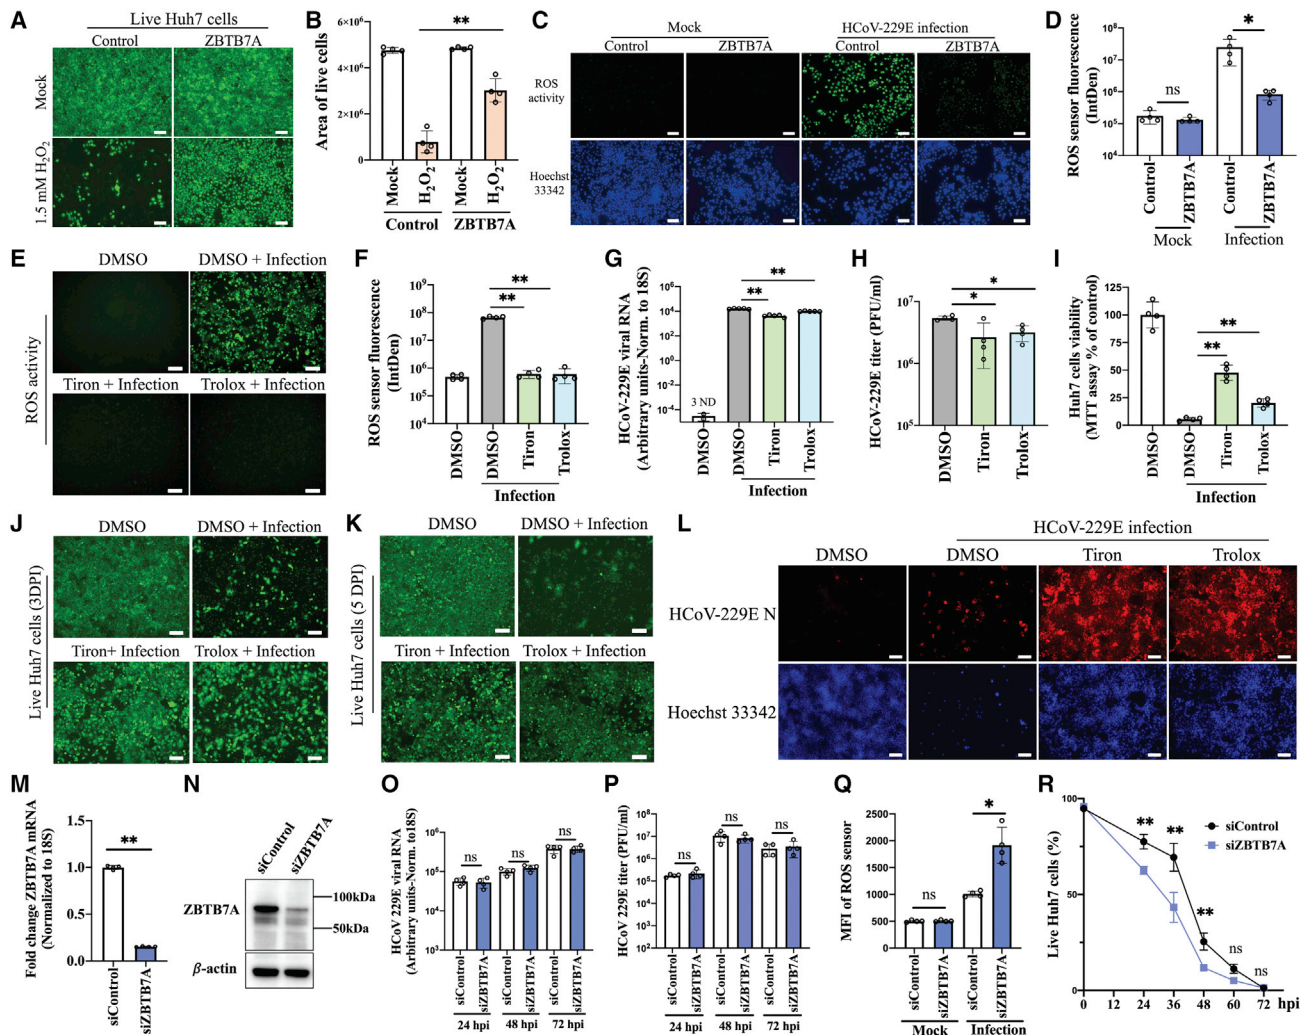 A
Live Huh7 cells
Control
ZBTB7A
Mock
1.5 mM H2O2
B
Area of live cells
6×10⁶
4×10⁶
2×10⁶
0
**
Mock
H2O2
Mock
H2O2
Control
ZBTB7A
C
Mock
HCoV-229E infection
Control
ZBTB7A
Control
ZBTB7A
ROS
activity
Hoechst
33342
D
ROS sensor fluorescence
(IntDen)
10⁸
10⁷
10⁶
10⁵
10⁴
ns
*
Control
ZBTB7A
Control
ZBTB7A
Mock
Infection
E
ROS activity
DMSO
DMSO + Infection
Tiron + Infection
Trolox + Infection
F
ROS sensor fluorescence
(IntDen)
10⁹
10⁸
10⁷
10⁶
10⁵
10⁴
**
**
DMSO
DMSO
Tiron
Trolox
Infection
G
HCoV-229E viral RNA
(Arbitrary units-Norm. to 18S)
10⁶
10⁴
10²
10⁰
10⁻²
10⁻⁴
3 ND
**
**
DMSO
DMSO
Tiron
Trolox
Infection
H
HCoV-229E titer (PFU/ml)
10⁷
10⁶
10⁵
*
*
DMSO
Tiron
Trolox
I
Huh7 cells viability
(MTT assay % of control)
125
100
75
50
25
0
**
**
DMSO
DMSO
Tiron
Trolox
Infection
J
Live Huh7 cells (3DPI)
DMSO
DMSO + Infection
Tiron+ Infection
Trolox + Infection
K
Live Huh7 cells (5 DPI)
DMSO
DMSO + Infection
Tiron + Infection
Trolox + Infection
L
HCoV-229E infection
DMSO
DMSO
Tiron
Trolox
HCoV-229E N
Hoechst 33342
M
Fold change ZBTB7A mRNA
(Normalized to 18S)
1.5
1.0
0.5
0.0
**
siControl
siZBTB7A
N
siControl
siZBTB7A
ZBTB7A
100kDa
50kDa
β-actin
O
HCoV 229E viral RNA
(Arbitrary units-Norm. to18S)
10⁶
10⁵
10⁴
10³
ns
ns
ns
siControl
siZBTB7A
siControl
siZBTB7A
siControl
siZBTB7A
24 hpi
48 hpi
72 hpi
P
HCoV 229E titer (PFU/ml)
10⁸
10⁷
10⁶
10⁵
10⁴
10³
10²
ns
ns
ns
siControl
siZBTB7A
siControl
siZBTB7A
siControl
siZBTB7A
24 hpi
48 hpi
72 hpi
Q
MFI of ROS sensor
2500
2000
1500
1000
500
0
ns
*
siControl
siZBTB7A
siControl
siZBTB7A
Mock
Infection
R
Live Huh7 cells (%)
100
50
0
**
**
**
ns
ns
siControl
siZBTB7A
0
12
24
36
48
60
72
hpi